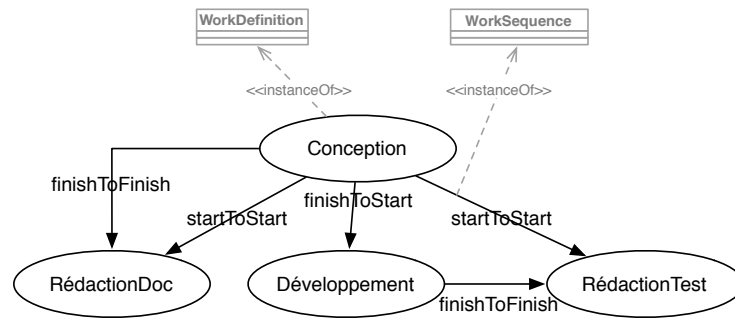 WorkDefinition
WorkSequence
<<instanceOf>>
<<instanceOf>>
Conception
finishToFinish
startToStart
finishToStart
startToStart
RédactionDoc
Développement
RédactionTest
finishToFinish